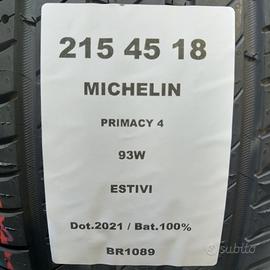 215 45 18
MICHELIN
PRIMACY 4
93W
ESTIVI
Dot.2021 / Bat.100%
BR1089
subito